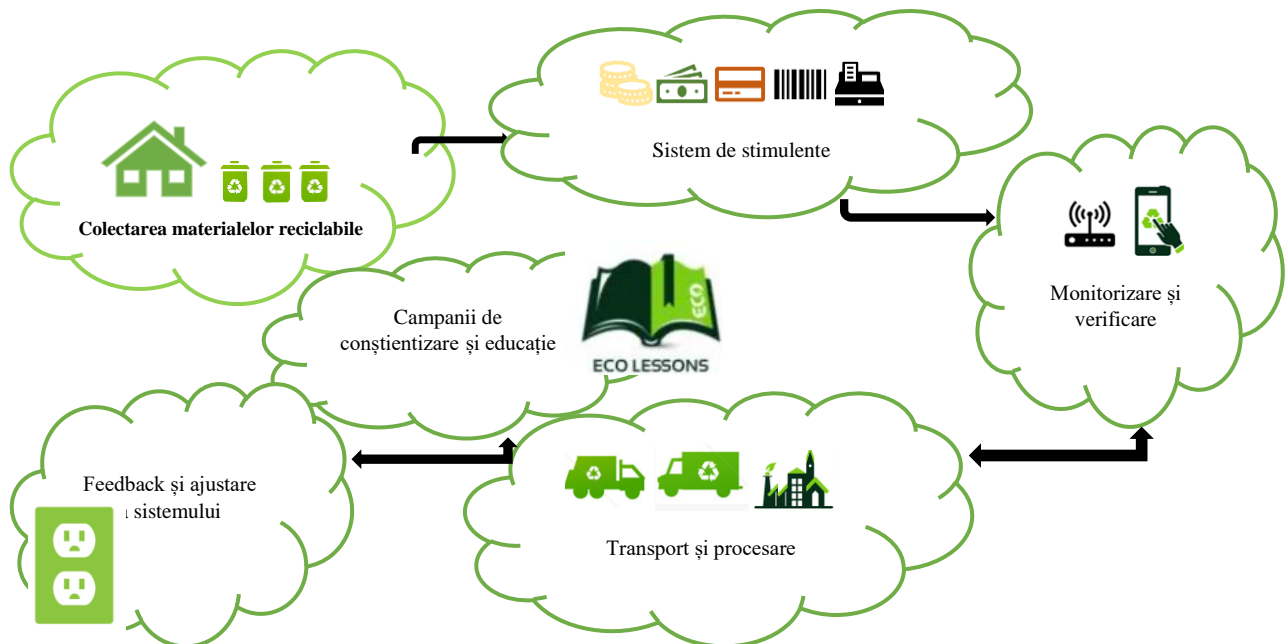 Sistem de stimulente
Colectarea materialelor reciclabile
Monitorizare și
verificare
Campanii de
conștientizare și educație
ECO
ECO LESSONS
Feedback și ajustare
sistemului
Transport și procesare